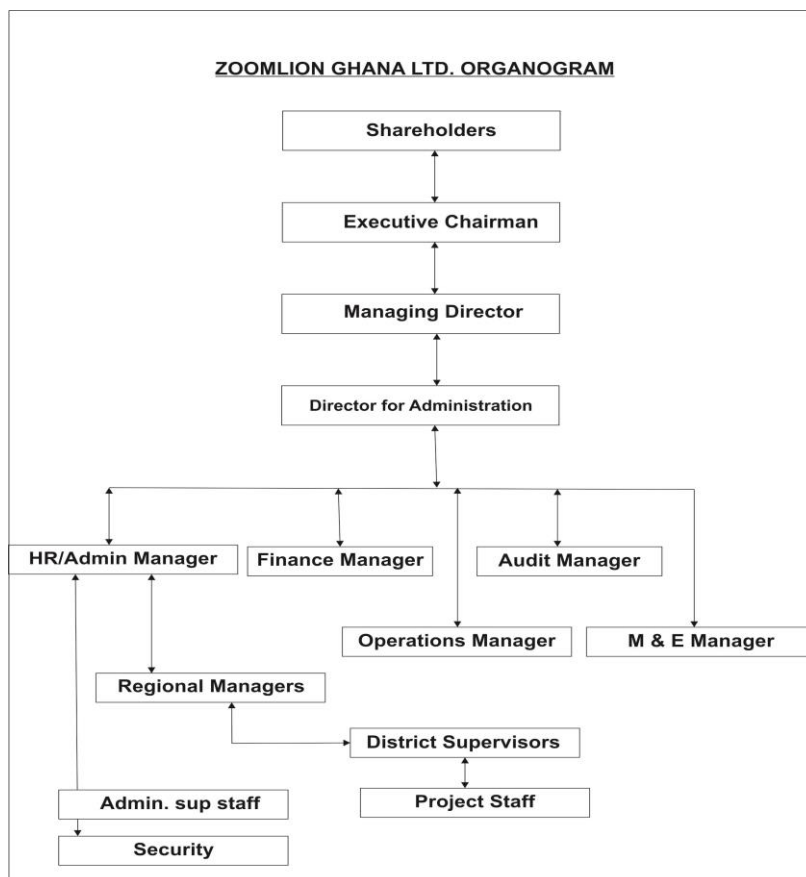 ZOOMLION GHANA LTD. ORGANOGRAM
Shareholders
Executive Chairman
Managing Director
Director for Administration
HR/Admin Manager
Finance Manager
Audit Manager
Operations Manager
M & E Manager
Regional Managers
District Supervisors
Admin. sup staff
Project Staff
Security